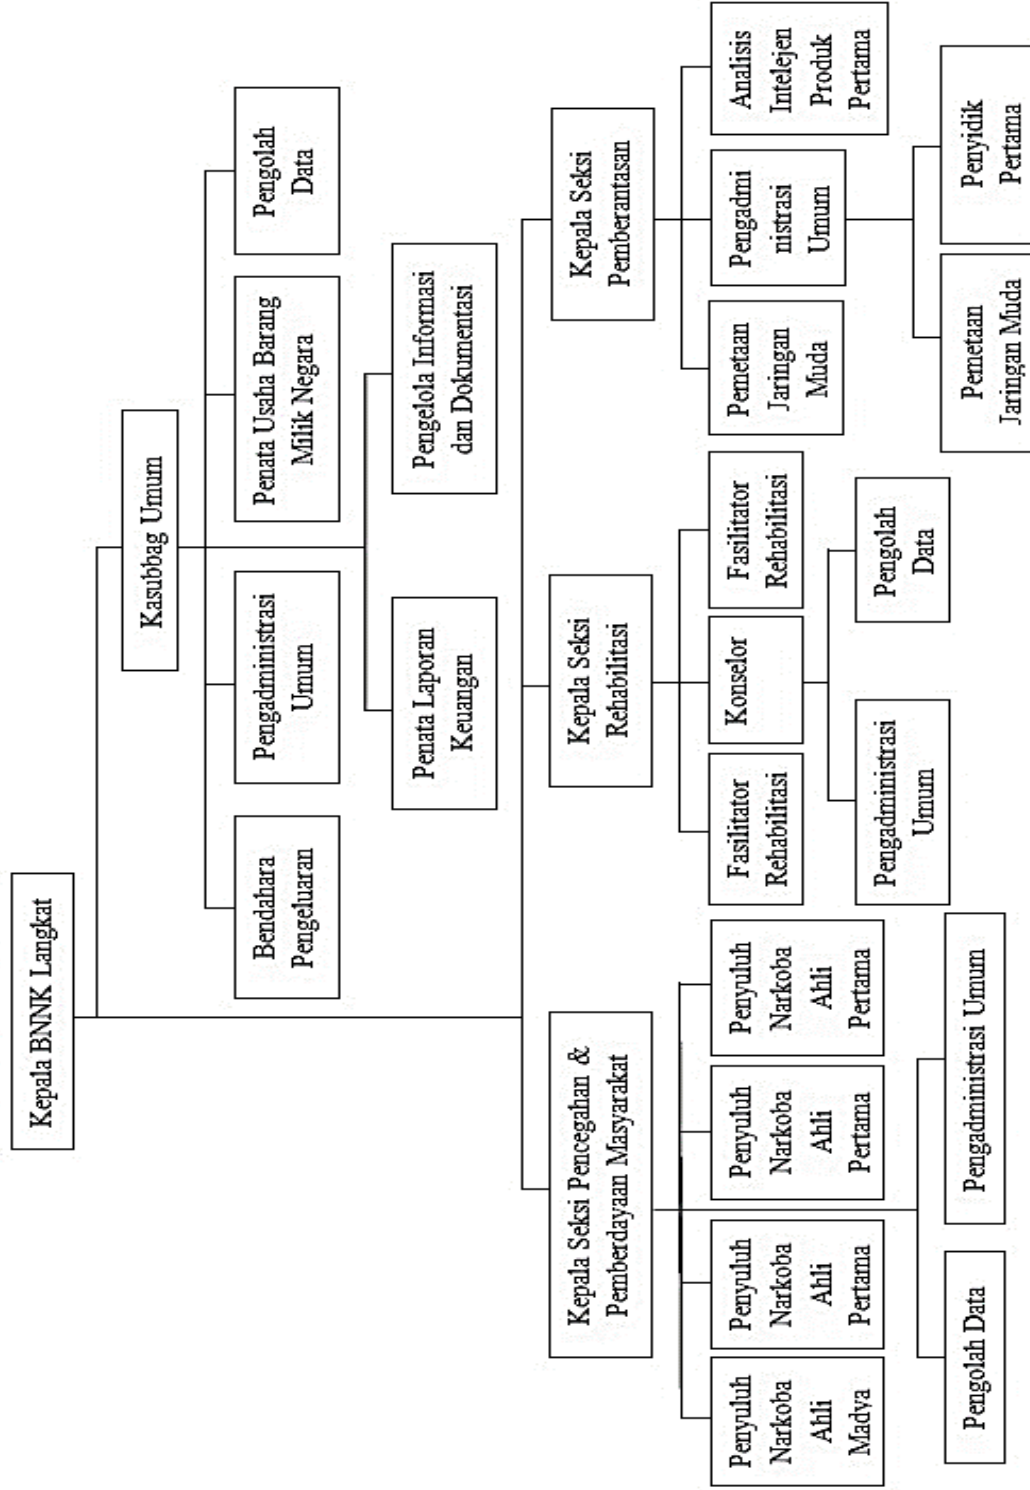 Kepala BNNK Langkat
Kasubbag Umum
Bendahara
Pengeluaran
Pengadministrasi
Umum
Penata Usaha Barang
Milik Negara
Pengolah
Data
Penata Laporan
Keuangan
Pengelola Informasi
dan Dokumentasi
Kepala Seksi Pencegahan &
Pemberdayaan Masyarakat
Kepala Seksi
Rehabilitasi
Kepala Seksi
Pemberantasan
Penyuluh
Narkoba
Ahli
Madya
Penyuluh
Narkoba
Ahli
Pertama
Penyuluh
Narkoba
Ahli
Pertama
Penyuluh
Narkoba
Ahli
Pertama
Fasilitator
Rehabilitasi
Konselor
Fasilitator
Rehabilitasi
Pemetaan
Jaringan
Muda
Pengadmi
nistrasi
Umum
Analisis
Intelejen
Produk
Pertama
Pengolah Data
Pengadministrasi Umum
Pengadministrasi
Umum
Pengolah
Data
Pemetaan
Jaringan Muda
Penyidik
Pertama